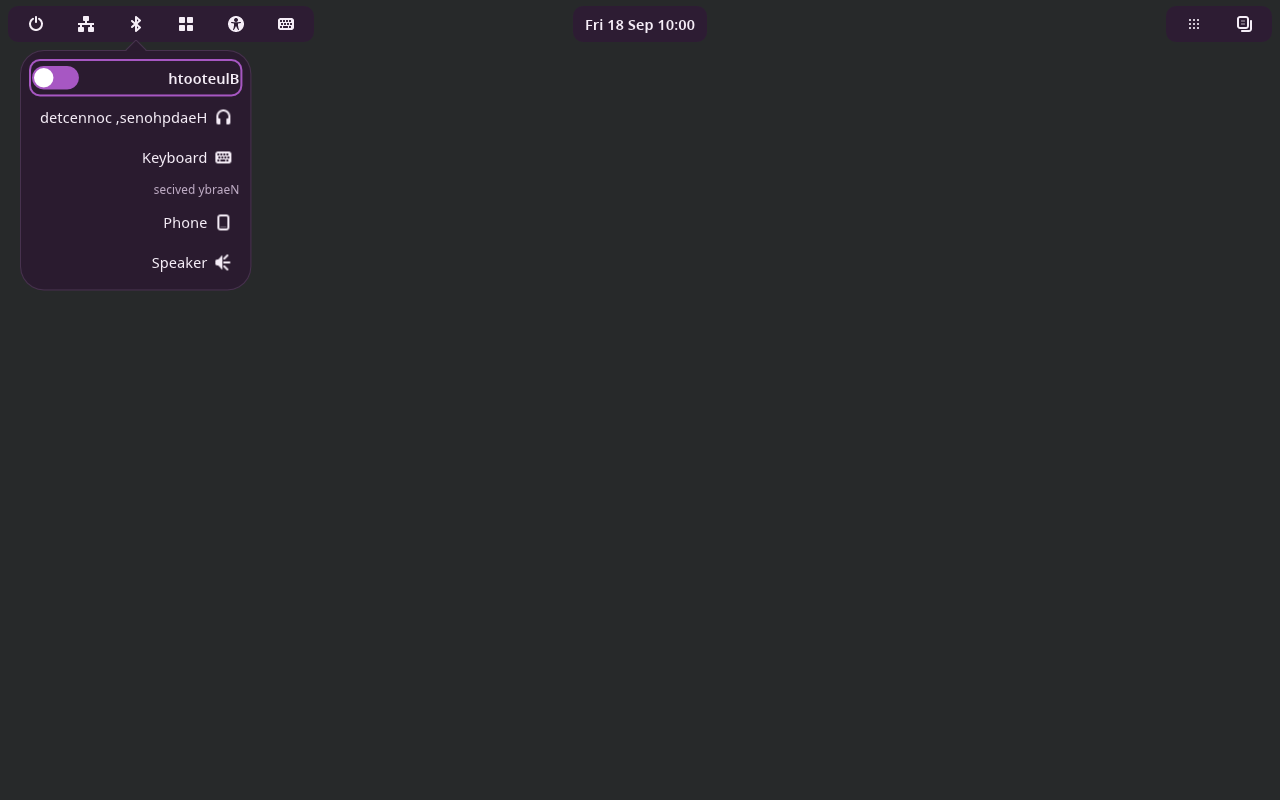 Fri 18 Sep 10:00
htooteulB
detcennoc ,senohpdaeH
Keyboard
secived ybraeN
Phone
Speaker